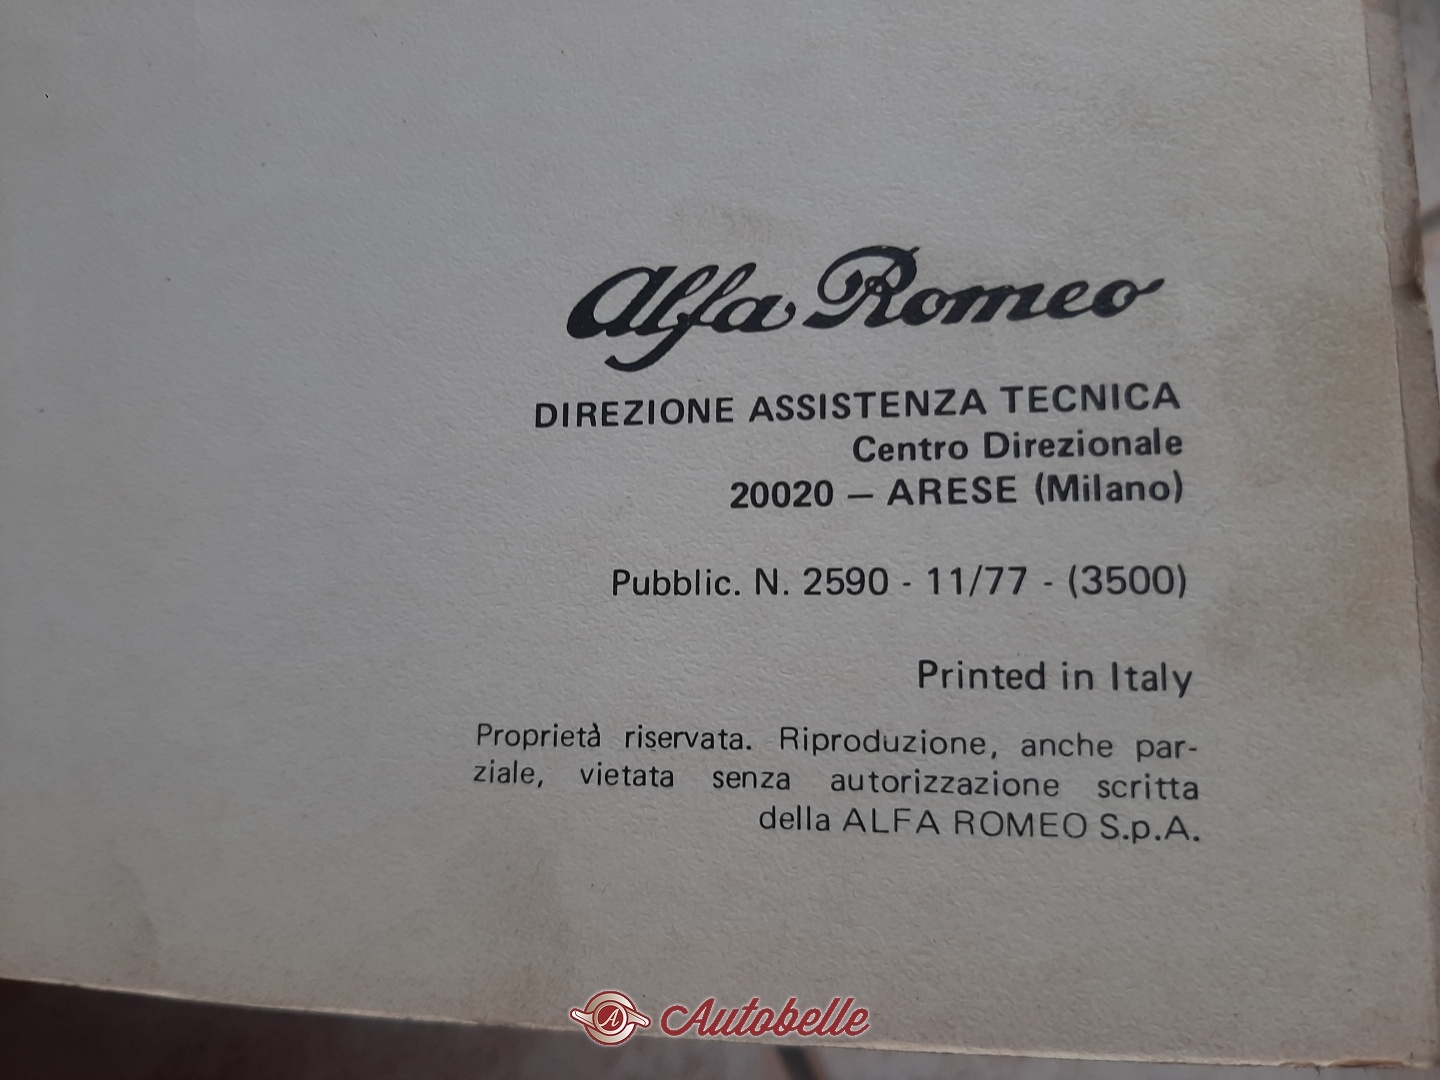 Alfa Romeo
DIREZIONE ASSISTENZA TECNICA
Centro Direzionale
20020 – ARESE (Milano)
Pubblic. N. 2590 - 11/77 - (3500)
Printed in Italy
Proprietà riservata. Riproduzione, anche par-
ziale, vietata senza autorizzazione scritta
della ALFA ROMEO S.p.A.
A Autobelle